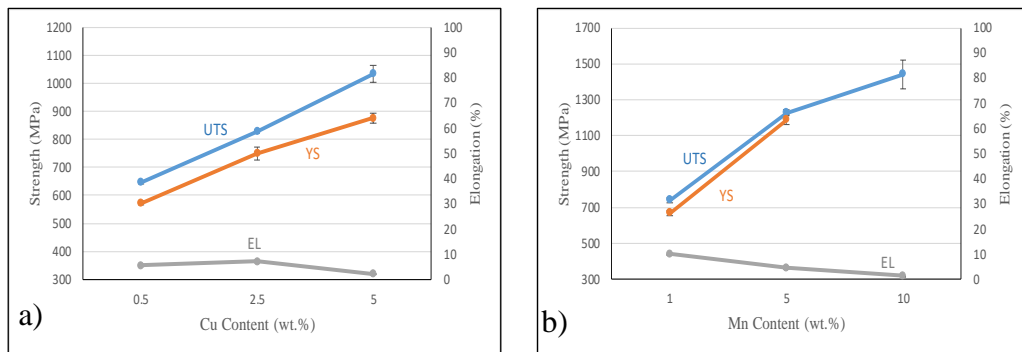 1200
1100
1000
900
800
700
600
500
400
300
Strength (MPa)
100
90
80
70
60
50
40
30
20
10
0
Elongation (%)
UTS
YS
EL
0.5 2.5 5
Cu Content (wt.%)
a)
1700
1500
1300
1100
900
700
500
300
Strength (MPa)
100
90
80
70
60
50
40
30
20
10
0
Elongation (%)
UTS
YS
EL
1 5 10
Mn Content (wt.%)
b)